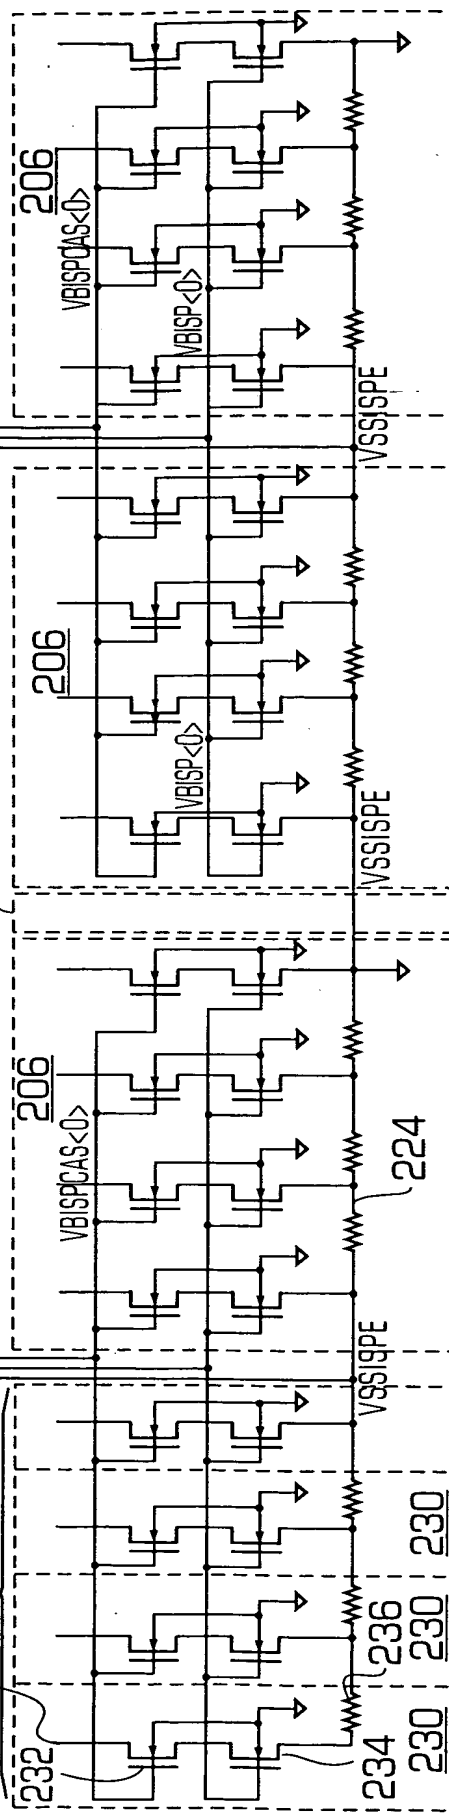 206
VBISPCAS<0>
VBISP<0>
VSSISPE
206
VBISP<0>
VSSISPE
206
VBISPCAS<0>
224
VSSISPE
230
230
236
230
232
234